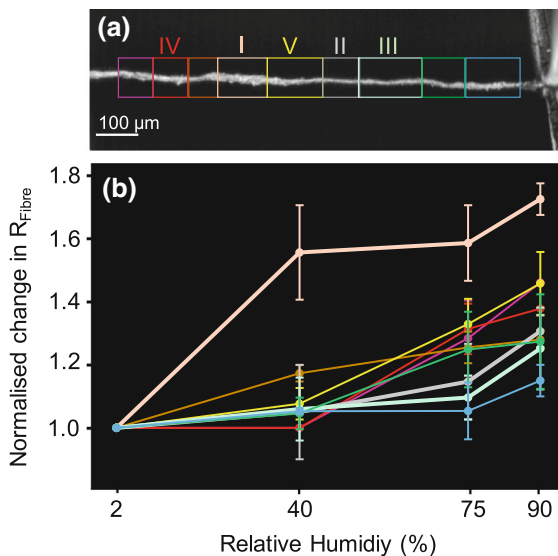 (a)
IV I V II III
100 µm
(b)
Normalised change in RFibre
1.8
1.6
1.4
1.2
1.0
2 40 75 90
Relative Humidiy (%)